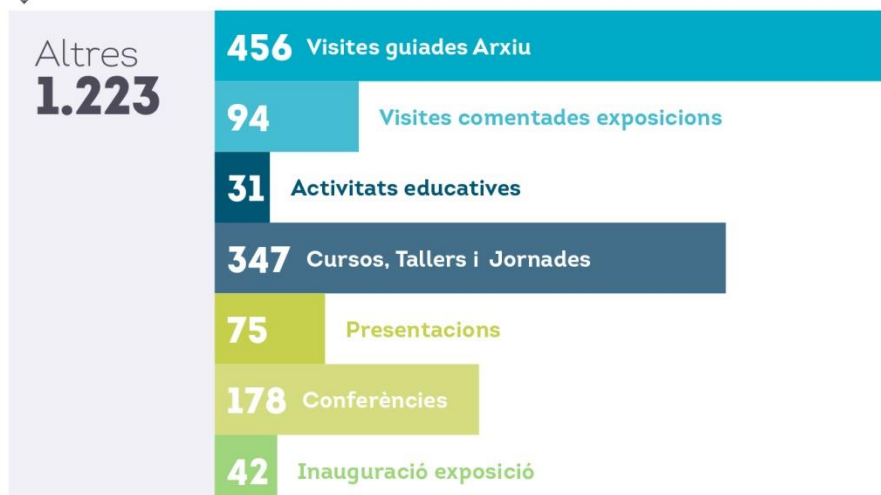 Altres
1.223
456 Visites guiades Arxiu
94 Visites comentades exposicions
31 Activitats educatives
347 Cursos, Tallers i Jornades
75 Presentacions
178 Conferències
42 Inauguració exposició